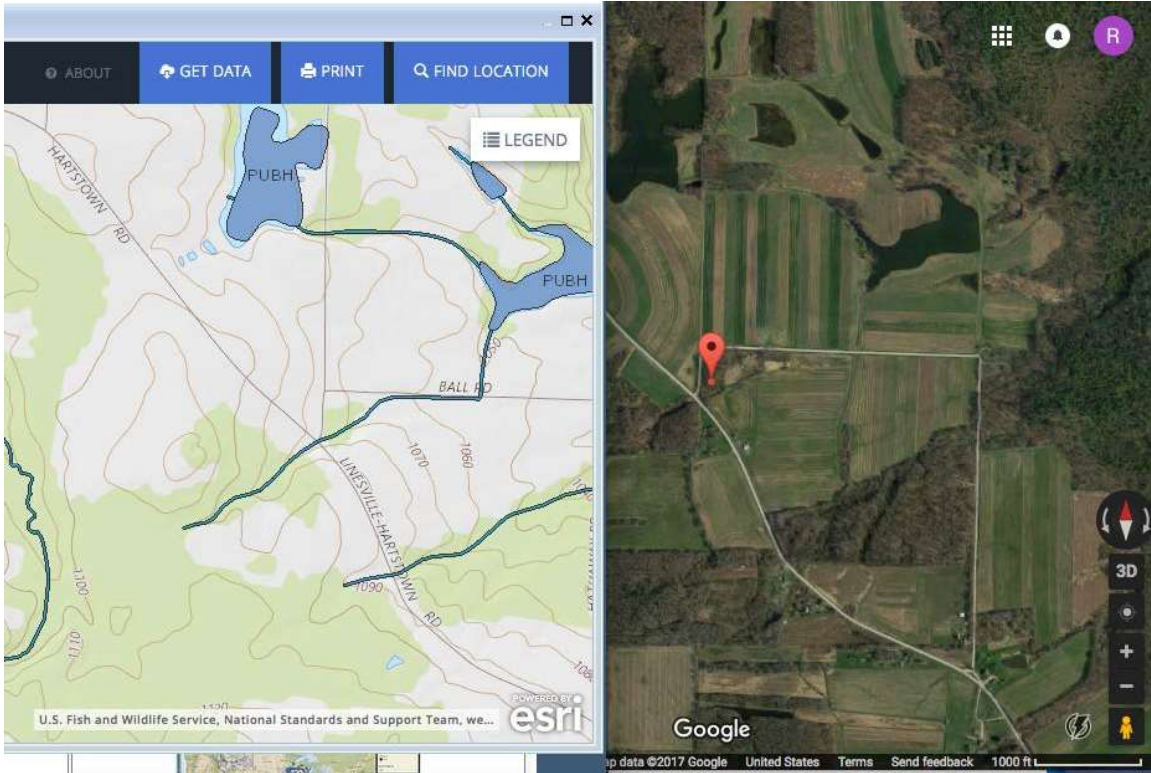 ABOUT
GET DATA
PRINT
FIND LOCATION
R
LEGEND
HARTSTOWN RD
PUBH
PUBH
1050
BALL RD
1070
1060
LINESVILLE-HARTSTOWN RD
1090
1100
1110
U.S. Fish and Wildlife Service, National Standards and Support Team, we...
POWERED BY
esri
3D
+
−
Google
ap data ©2017 Google United States Terms Send feedback 1000 ft